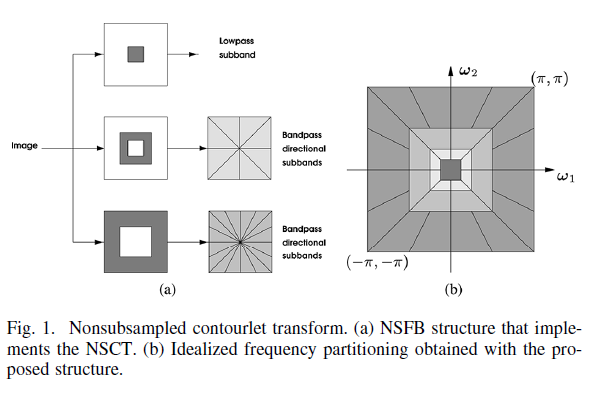 Lowpass
subband
Image
Bandpass
directional
subbands
Bandpass
directional
subbands
(a)
ω₂
(π, π)
ω₁
(−π, −π)
(b)
Fig. 1. Nonsubsampled contourlet transform. (a) NSFB structure that imple-
ments the NSCT. (b) Idealized frequency partitioning obtained with the pro-
posed structure.